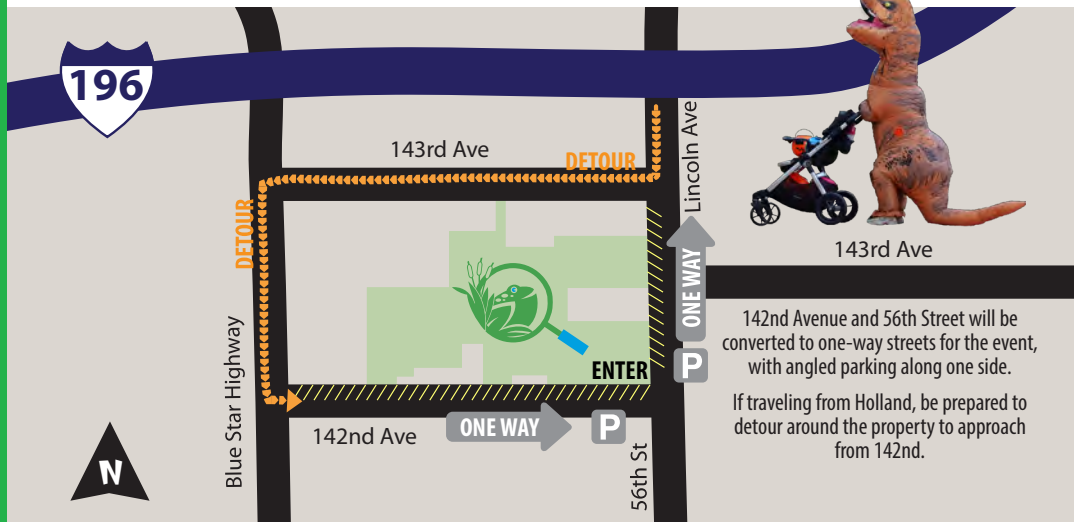 196
143rd Ave
DETOUR
Lincoln Ave
DETOUR
ONE WAY
143rd Ave
142nd Avenue and 56th Street will be
converted to one-way streets for the event,
with angled parking along one side.
If traveling from Holland, be prepared to
detour around the property to approach
from 142nd.
Blue Star Highway
ENTER
P
142nd Ave
ONE WAY
P
56th St
N